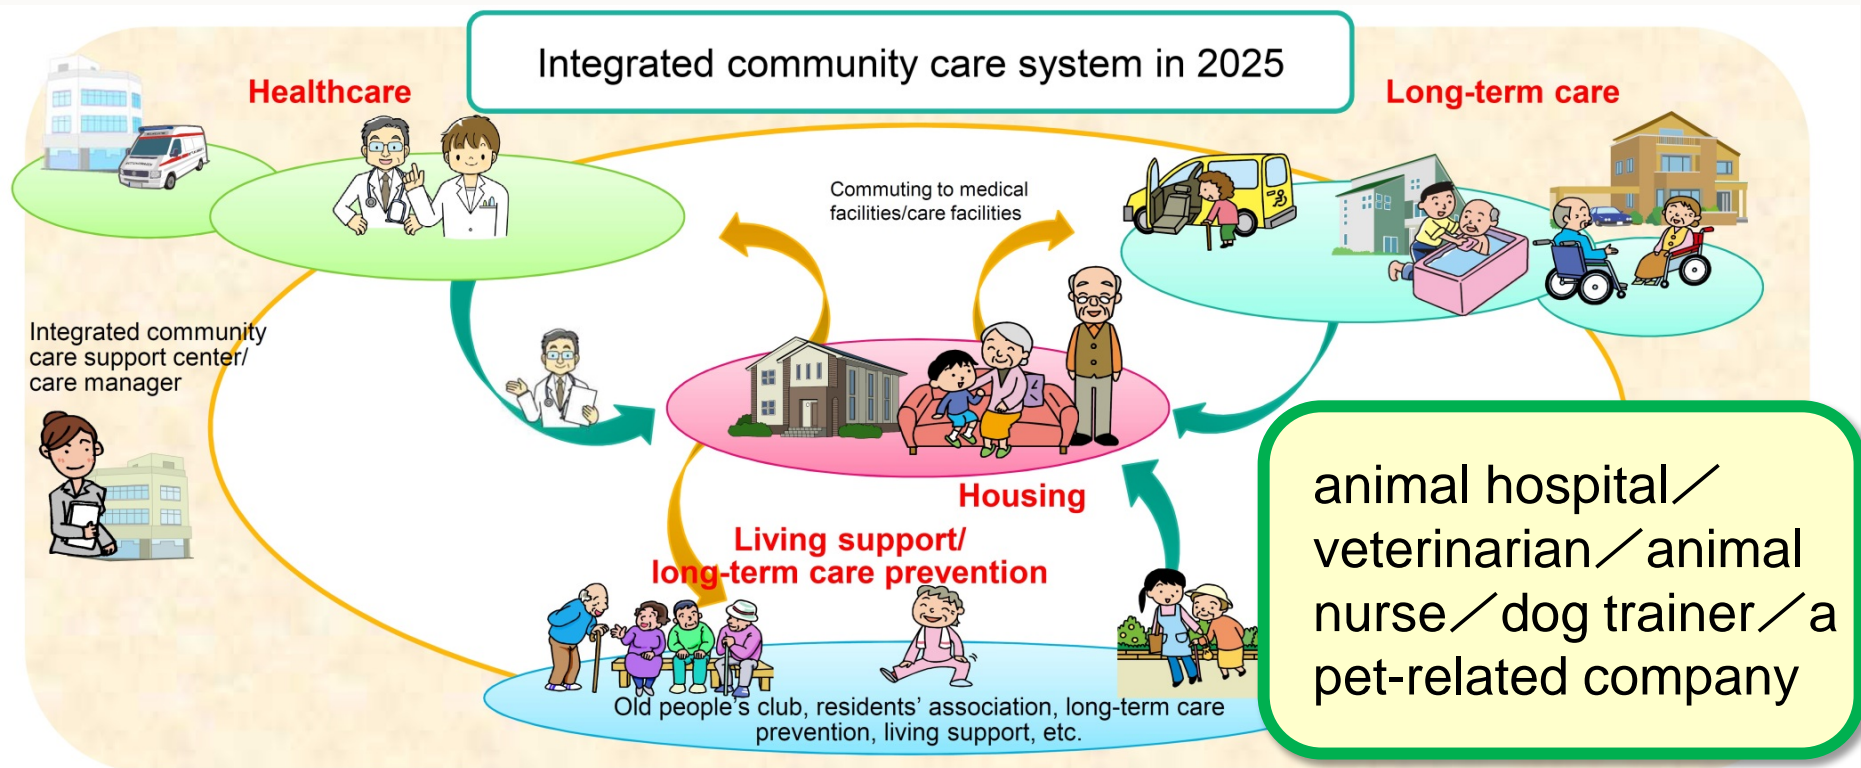 Integrated community care system in 2025
Healthcare
Long-term care
Commuting to medical
facilities/care facilities
Integrated community
care support center/
care manager
Housing
Living support/
long-term care prevention
Old people's club, residents' association, long-term care
prevention, living support, etc.
animal hospital／
veterinarian／animal
nurse／dog trainer／a
pet-related company